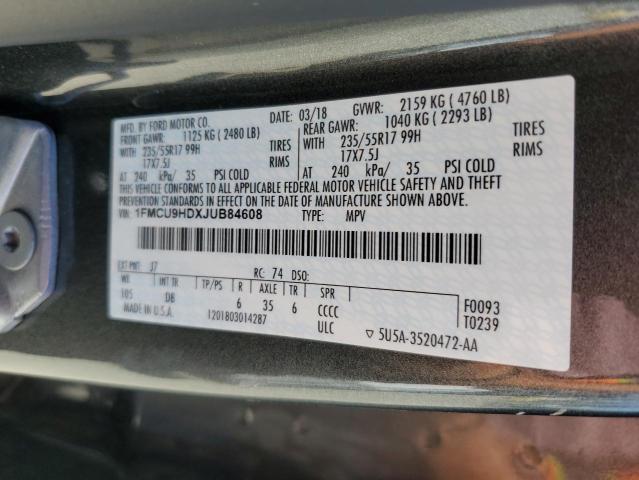 MFD. BY FORD MOTOR CO. DATE: 03/18 GVWR: 2159 KG ( 4760 LB)
FRONT GAWR: 1125 KG ( 2480 LB) REAR GAWR: 1040 KG ( 2293 LB)
WITH 235/55R17 99H TIRES WITH 235/55R17 99H TIRES
17X7.5J RIMS 17X7.5J RIMS
AT 240 kPa/ 35 PSI COLD AT 240 kPa/ 35 PSI COLD
THIS VEHICLE CONFORMS TO ALL APPLICABLE FEDERAL MOTOR VEHICLE SAFETY AND THEFT
PREVENTION STANDARDS IN EFFECT ON THE DATE OF MANUFACTURE SHOWN ABOVE.
VIN: 1FMCU9HDXJUB84608 TYPE: MPV
EXT PNT: J7 RC: 74 DSO:
WB INT TR TP/PS R AXLE TR SPR
105 DB 6 35 6 CCCC
MADE IN U.S.A. 1201803014287 ULC
F0093
T0239
▽ 5U5A-3520472-AA